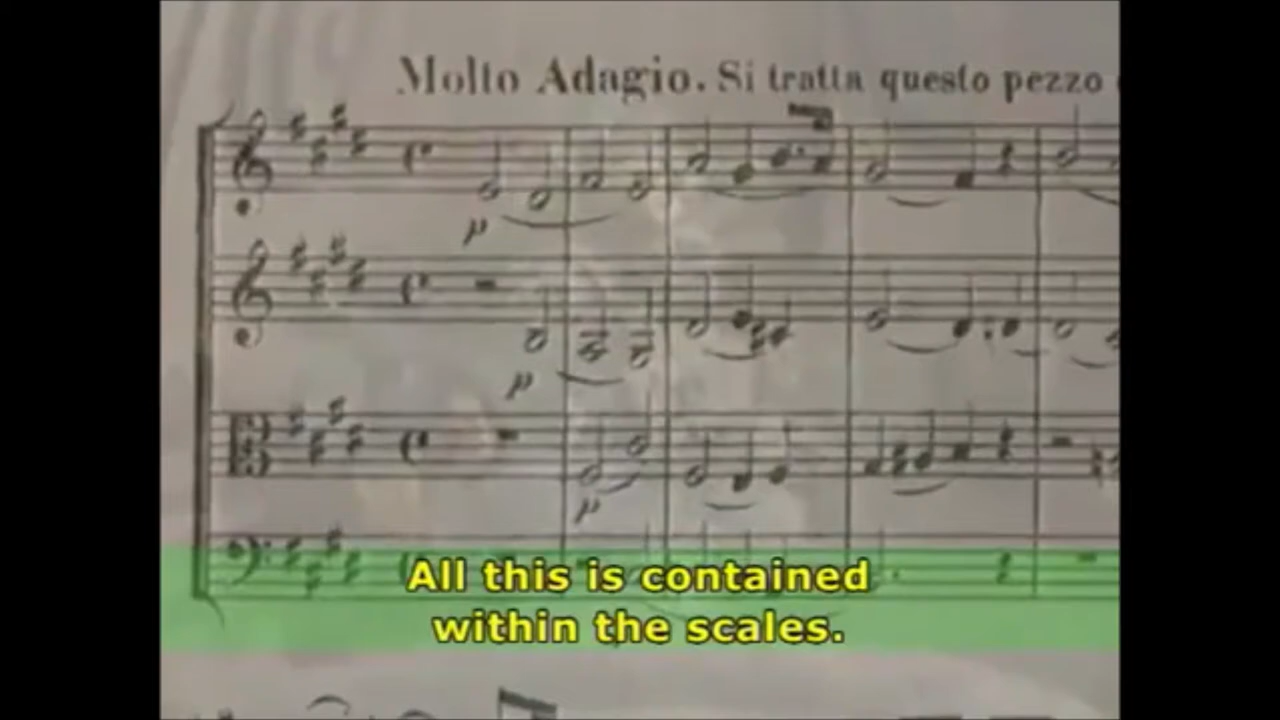 Molto Adagio. Si tratta questo pezzo
p
p
p
All this is contained
within the scales.